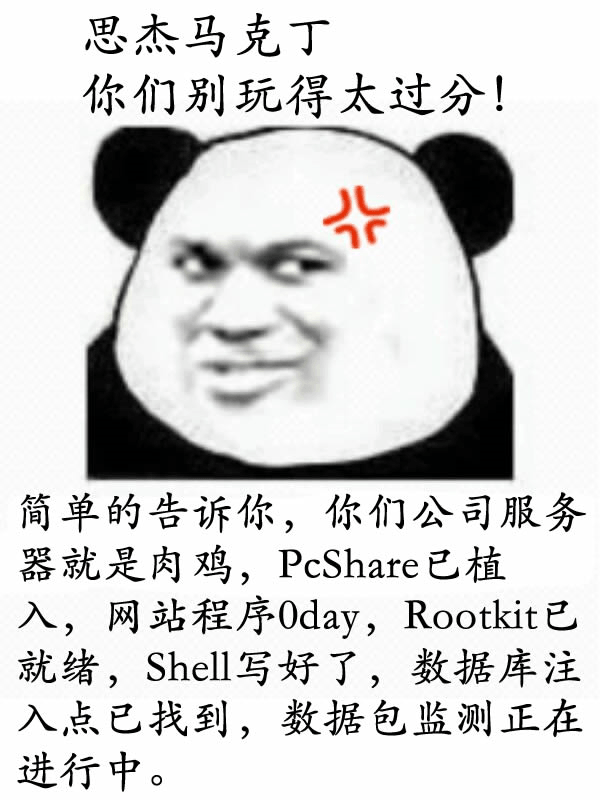 思杰马克丁
你们别玩得太过分！
简单的告诉你，你们公司服务
器就是肉鸡，PcShare已植
入，网站程序0day，Rootkit已
就绪，Shell写好了，数据库注
入点已找到，数据包监测正在
进行中。